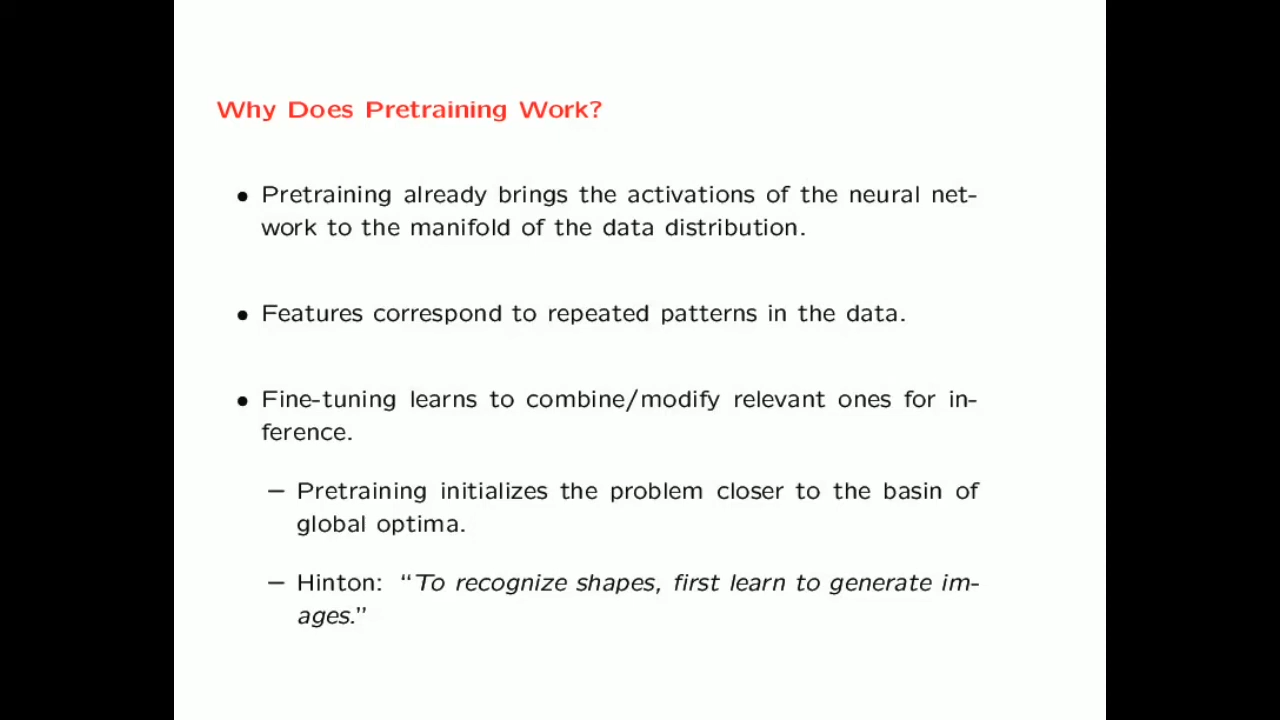 Why Does Pretraining Work?
• Pretraining already brings the activations of the neural net-
work to the manifold of the data distribution.
• Features correspond to repeated patterns in the data.
• Fine-tuning learns to combine/modify relevant ones for in-
ference.
– Pretraining initializes the problem closer to the basin of
global optima.
– Hinton: “To recognize shapes, first learn to generate im-
ages.”